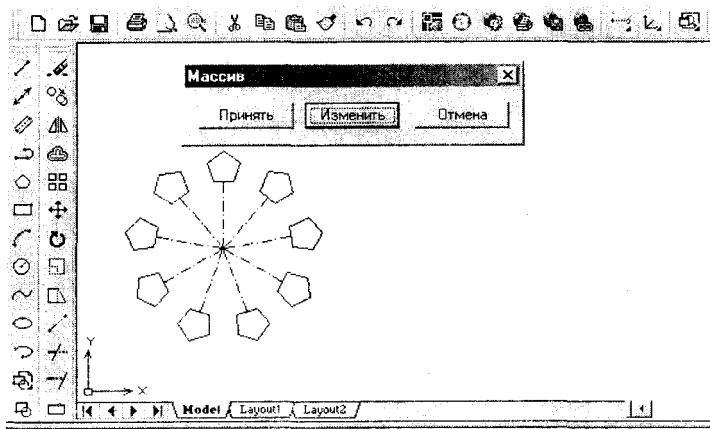 Массив
Принять Изменить Отмена
Y
X
Model Layout1 Layout2